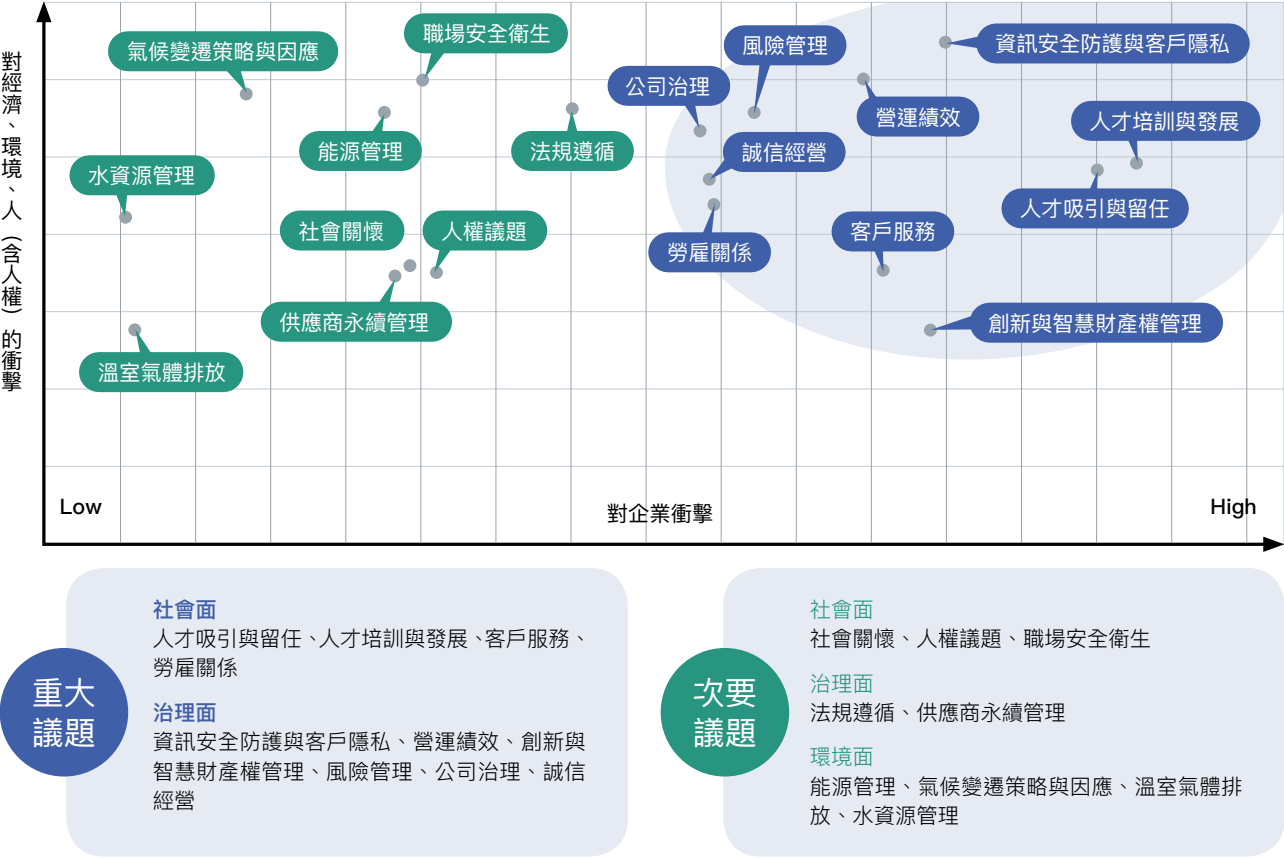 對經濟、環境、人（含人權）的衝擊
職場安全衛生
氣候變遷策略與因應
風險管理
資訊安全防護與客戶隱私
公司治理
營運績效
人才培訓與發展
能源管理
法規遵循
誠信經營
水資源管理
人才吸引與留任
社會關懷
人權議題
客戶服務
勞雇關係
供應商永續管理
創新與智慧財產權管理
溫室氣體排放
Low
對企業衝擊
High
重大
議題
社會面
人才吸引與留任、人才培訓與發展、客戶服務、
勞雇關係
治理面
資訊安全防護與客戶隱私、營運績效、創新與
智慧財產權管理、風險管理、公司治理、誠信
經營
次要
議題
社會面
社會關懷、人權議題、職場安全衛生
治理面
法規遵循、供應商永續管理
環境面
能源管理、氣候變遷策略與因應、溫室氣體排
放、水資源管理